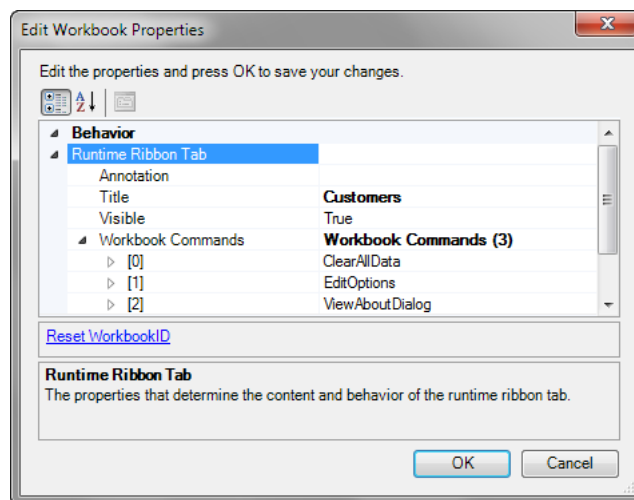 Edit Workbook Properties
Edit the properties and press OK to save your changes.
Behavior
Runtime Ribbon Tab
Annotation
Title Customers
Visible True
Workbook Commands Workbook Commands (3)
[0] ClearAllData
[1] EditOptions
[2] ViewAboutDialog
Reset WorkbookID
Runtime Ribbon Tab
The properties that determine the content and behavior of the runtime ribbon tab.
OK Cancel